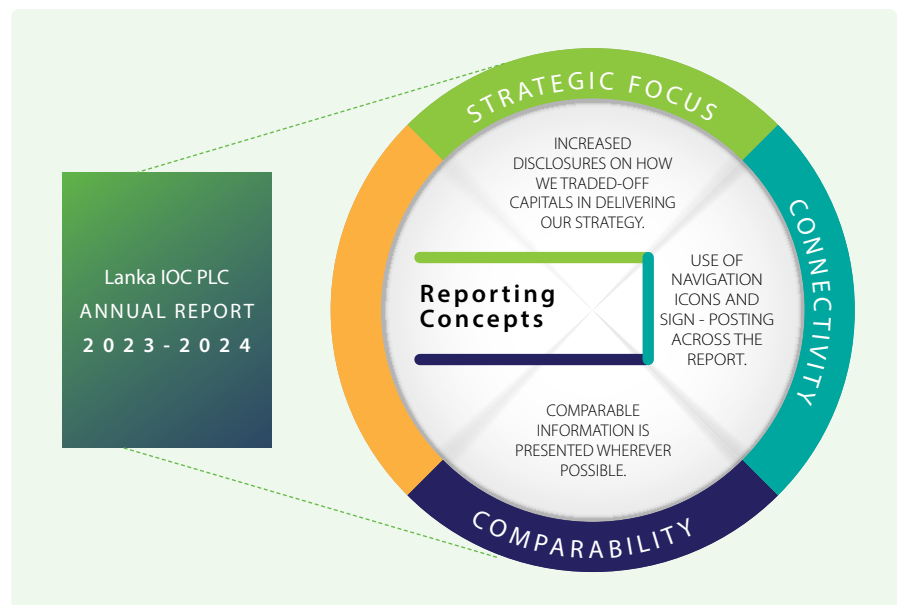 Lanka IOC PLC
ANNUAL REPORT
2023-2024
STRATEGIC FOCUS
INCREASED
DISCLOSURES ON HOW
WE TRADED-OFF
CAPITALS IN DELIVERING
OUR STRATEGY.
Reporting
Concepts
CONNECTIVITY
USE OF
NAVIGATION
ICONS AND
SIGN - POSTING
ACROSS THE
REPORT.
COMPARABLE
INFORMATION IS
PRESENTED WHEREVER
POSSIBLE.
COMPARABILITY